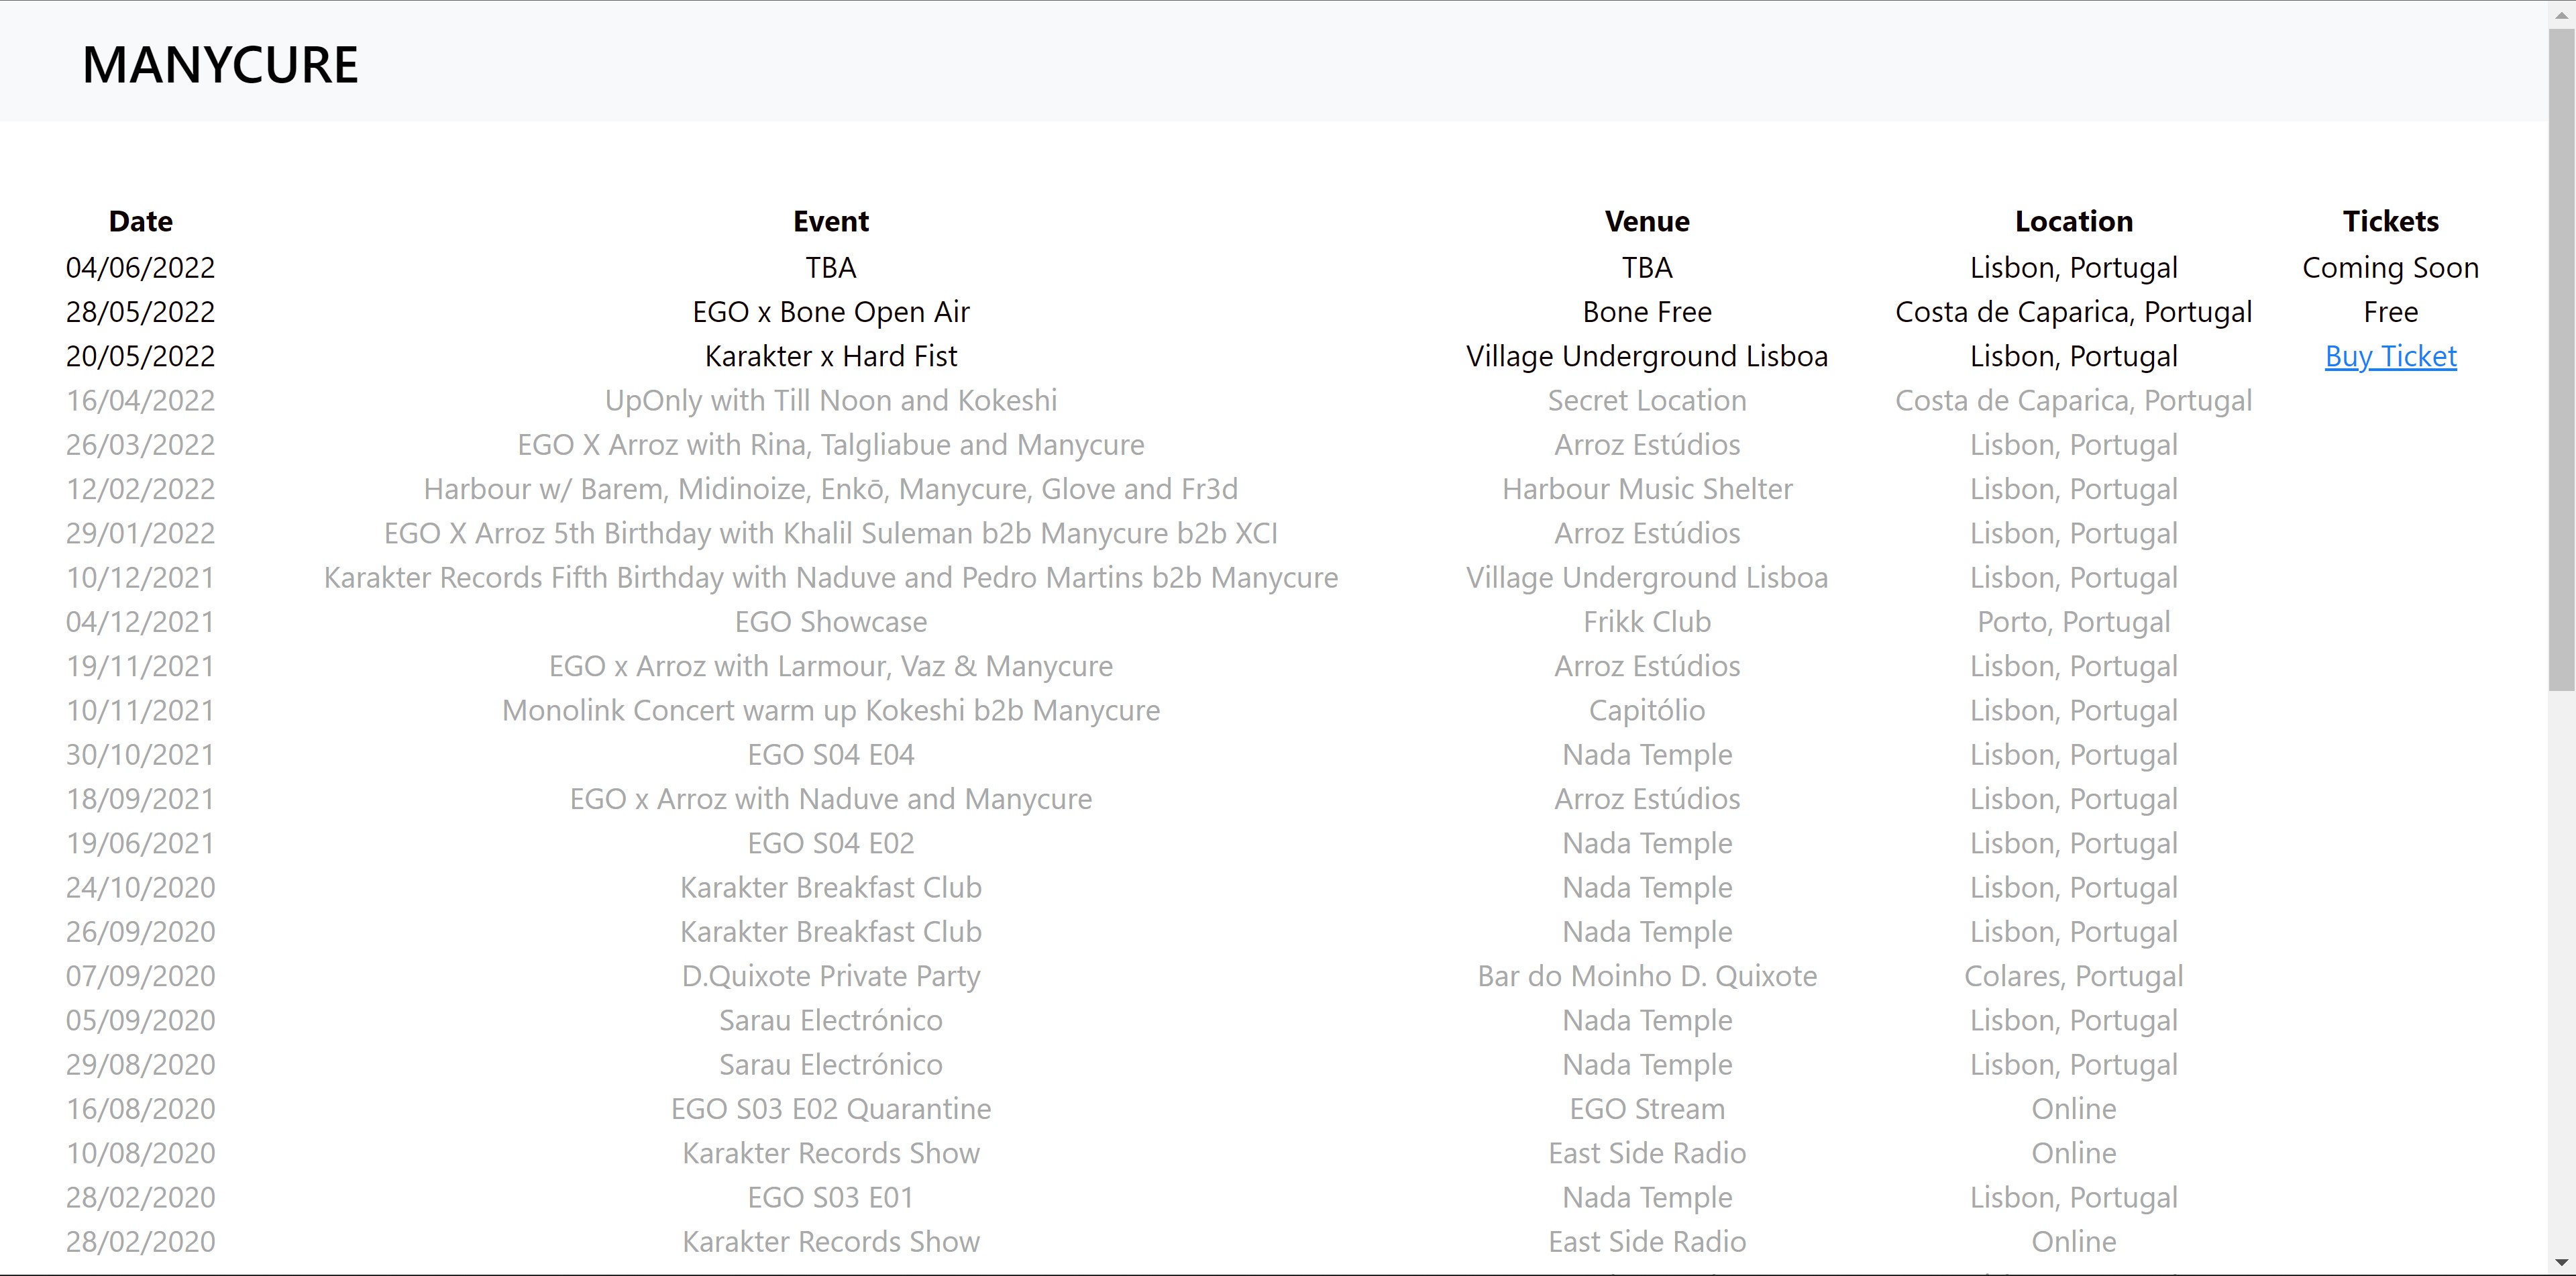 MANYCURE
Date Event Venue Location Tickets
04/06/2022 TBA TBA Lisbon, Portugal Coming Soon
28/05/2022 EGO x Bone Open Air Bone Free Costa de Caparica, Portugal Free
20/05/2022 Karakter x Hard Fist Village Underground Lisboa Lisbon, Portugal Buy Ticket
16/04/2022 UpOnly with Till Noon and Kokeshi Secret Location Costa de Caparica, Portugal
26/03/2022 EGO X Arroz with Rina, Talgliabue and Manycure Arroz Estúdios Lisbon, Portugal
12/02/2022 Harbour w/ Barem, Midinoize, Enkō, Manycure, Glove and Fr3d Harbour Music Shelter Lisbon, Portugal
29/01/2022 EGO X Arroz 5th Birthday with Khalil Suleman b2b Manycure b2b XCI Arroz Estúdios Lisbon, Portugal
10/12/2021 Karakter Records Fifth Birthday with Naduve and Pedro Martins b2b Manycure Village Underground Lisboa Lisbon, Portugal
04/12/2021 EGO Showcase Frikk Club Porto, Portugal
19/11/2021 EGO x Arroz with Larmour, Vaz & Manycure Arroz Estúdios Lisbon, Portugal
10/11/2021 Monolink Concert warm up Kokeshi b2b Manycure Capitólio Lisbon, Portugal
30/10/2021 EGO S04 E04 Nada Temple Lisbon, Portugal
18/09/2021 EGO x Arroz with Naduve and Manycure Arroz Estúdios Lisbon, Portugal
19/06/2021 EGO S04 E02 Nada Temple Lisbon, Portugal
24/10/2020 Karakter Breakfast Club Nada Temple Lisbon, Portugal
26/09/2020 Karakter Breakfast Club Nada Temple Lisbon, Portugal
07/09/2020 D.Quixote Private Party Bar do Moinho D. Quixote Colares, Portugal
05/09/2020 Sarau Electrónico Nada Temple Lisbon, Portugal
29/08/2020 Sarau Electrónico Nada Temple Lisbon, Portugal
16/08/2020 EGO S03 E02 Quarantine EGO Stream Online
10/08/2020 Karakter Records Show East Side Radio Online
28/02/2020 EGO S03 E01 Nada Temple Lisbon, Portugal
28/02/2020 Karakter Records Show East Side Radio Online